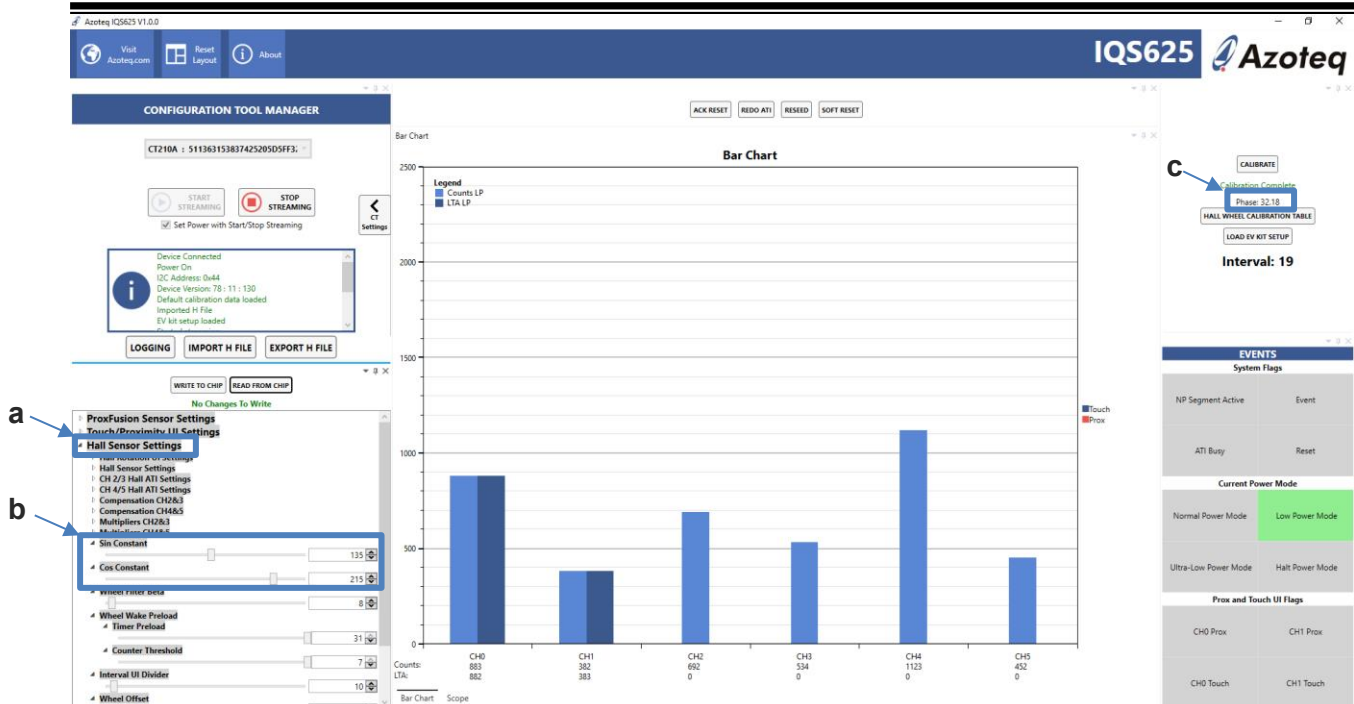 Azoteq IQS625 V1.0.0
Visit Azoteq.com
Reset Layout
About
IQS625
Azoteq
CONFIGURATION TOOL MANAGER
CT210A : 511363153837425205D5FF3
START STREAMING
STOP STREAMING
Set Power with Start/Stop Streaming
CT Settings
Device Connected
Power On
I2C Address: 0x44
Device Version: 78 : 11 : 130
Default calibration data loaded
Imported H File
EV kit setup loaded
LOGGING
IMPORT H FILE
EXPORT H FILE
WRITE TO CHIP
READ FROM CHIP
No Changes To Write
a
ProxFusion Sensor Settings
Touch/Proximity UI Settings
Hall Sensor Settings
Hall Rotation UI Settings
Hall Sensor Settings
CH 2/3 Hall ATI Settings
CH 4/5 Hall ATI Settings
Compensation CH2&3
Compensation CH4&5
Multipliers CH2&3
Multipliers CH4&5
b
Sin Constant
135
Cos Constant
215
Wheel Filter Beta
8
Wheel Wake Preload
Timer Preload
31
Counter Threshold
7
Interval UI Divider
10
Wheel Offset
ACK RESET
REDO ATI
RESEED
SOFT RESET
Bar Chart
Bar Chart
Legend
Counts LP
LTA LP
2500
2000
1500
1000
500
0
Touch
Prox
CH0 CH1 CH2 CH3 CH4 CH5
Counts: 883 382 692 534 1123 452
LTA: 882 383 0 0 0 0
Bar Chart Scope
c
CALIBRATE
Calibration Complete
Phase: 32.18
HALL WHEEL CALIBRATION TABLE
LOAD EV KIT SETUP
Interval: 19
EVENTS
System Flags
NP Segment Active
Event
ATI Busy
Reset
Current Power Mode
Normal Power Mode
Low Power Mode
Ultra-Low Power Mode
Halt Power Mode
Prox and Touch UI Flags
CH0 Prox
CH1 Prox
CH0 Touch
CH1 Touch